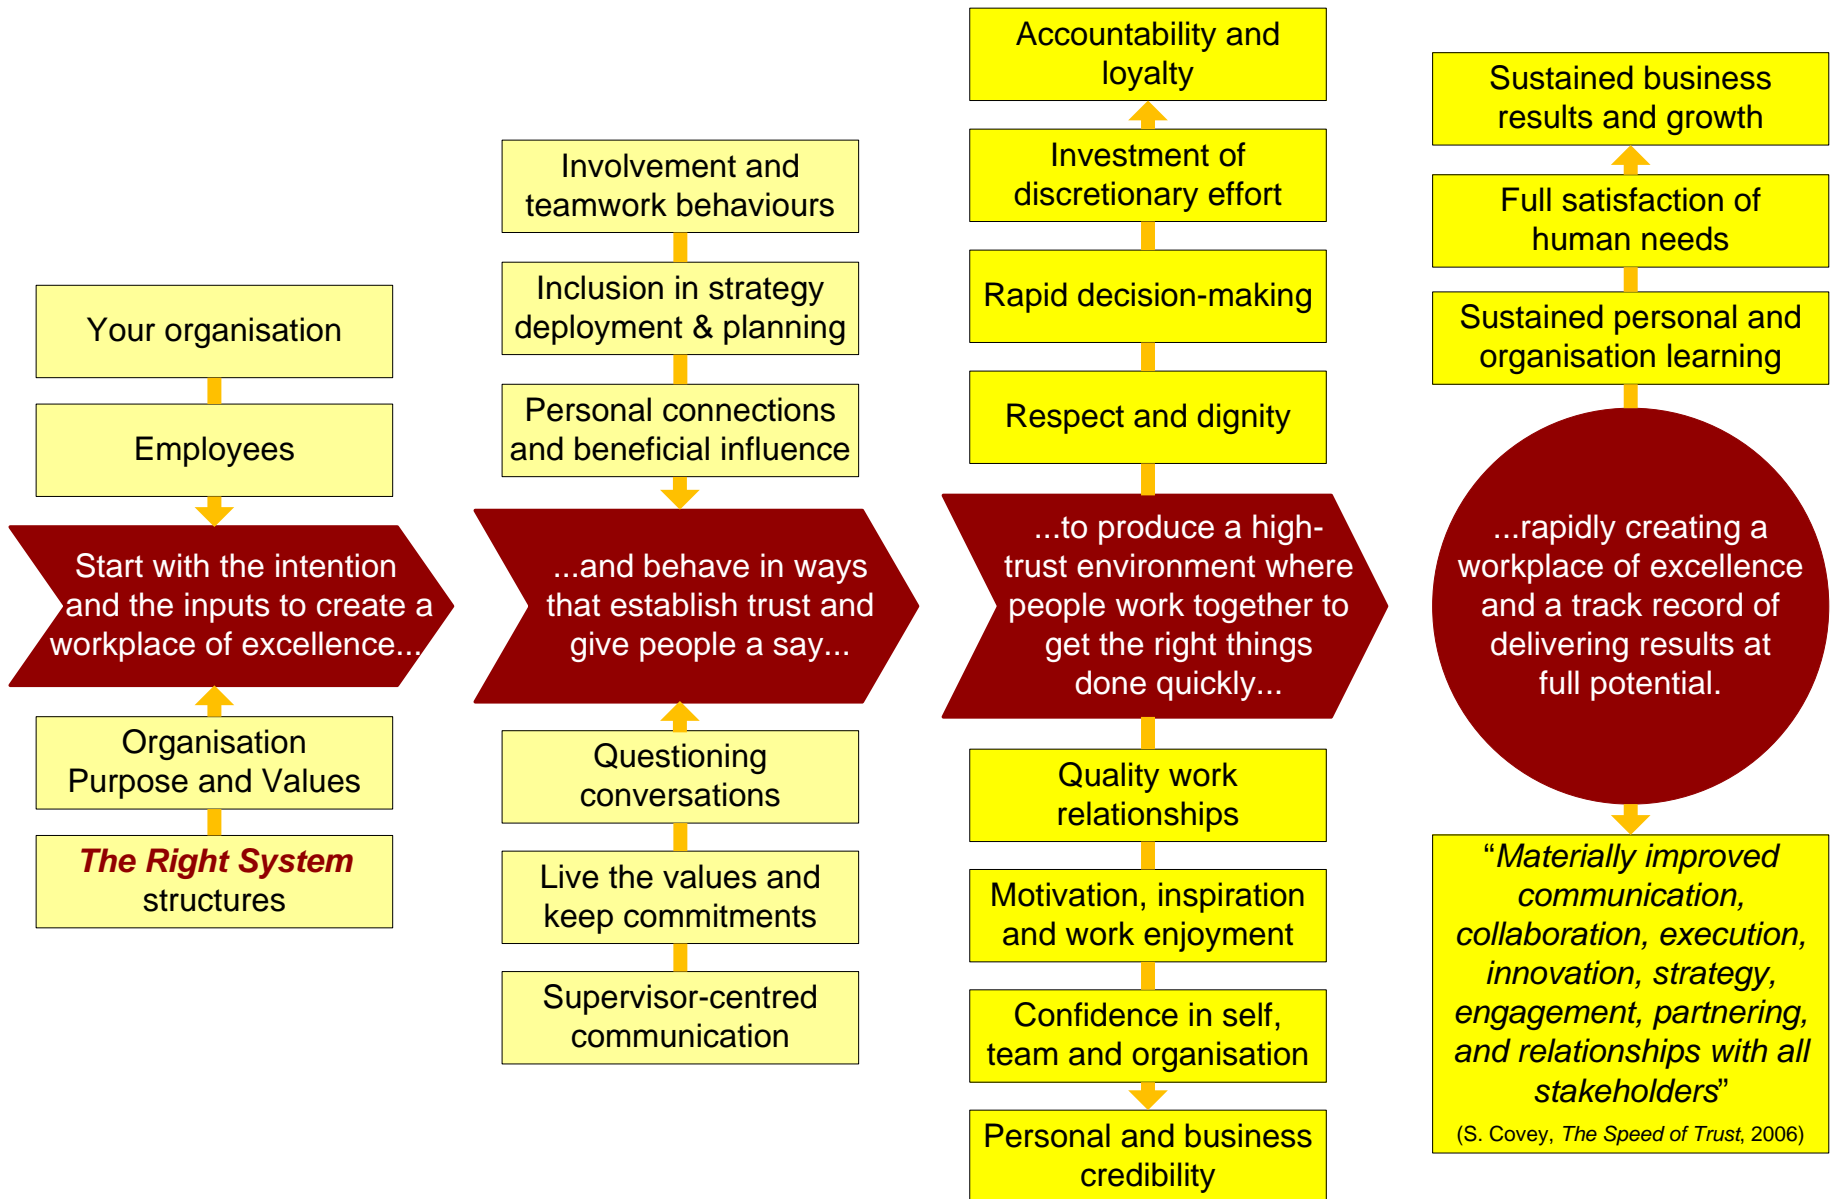 Your organisation
Employees
Start with the intention
and the inputs to create a
workplace of excellence...
Organisation
Purpose and Values
The Right System
structures
Involvement and
teamwork behaviours
Inclusion in strategy
deployment & planning
Personal connections
and beneficial influence
...and behave in ways
that establish trust and
give people a say...
Questioning
conversations
Live the values and
keep commitments
Supervisor-centred
communication
Accountability and
loyalty
Investment of
discretionary effort
Rapid decision-making
Respect and dignity
...to produce a high-
trust environment where
people work together to
get the right things
done quickly...
Quality work
relationships
Motivation, inspiration
and work enjoyment
Confidence in self,
team and organisation
Personal and business
credibility
Sustained business
results and growth
Full satisfaction of
human needs
Sustained personal and
organisation learning
...rapidly creating a
workplace of excellence
and a track record of
delivering results at
full potential.
“Materially improved
communication,
collaboration, execution,
innovation, strategy,
engagement, partnering,
and relationships with all
stakeholders”
(S. Covey, The Speed of Trust, 2006)